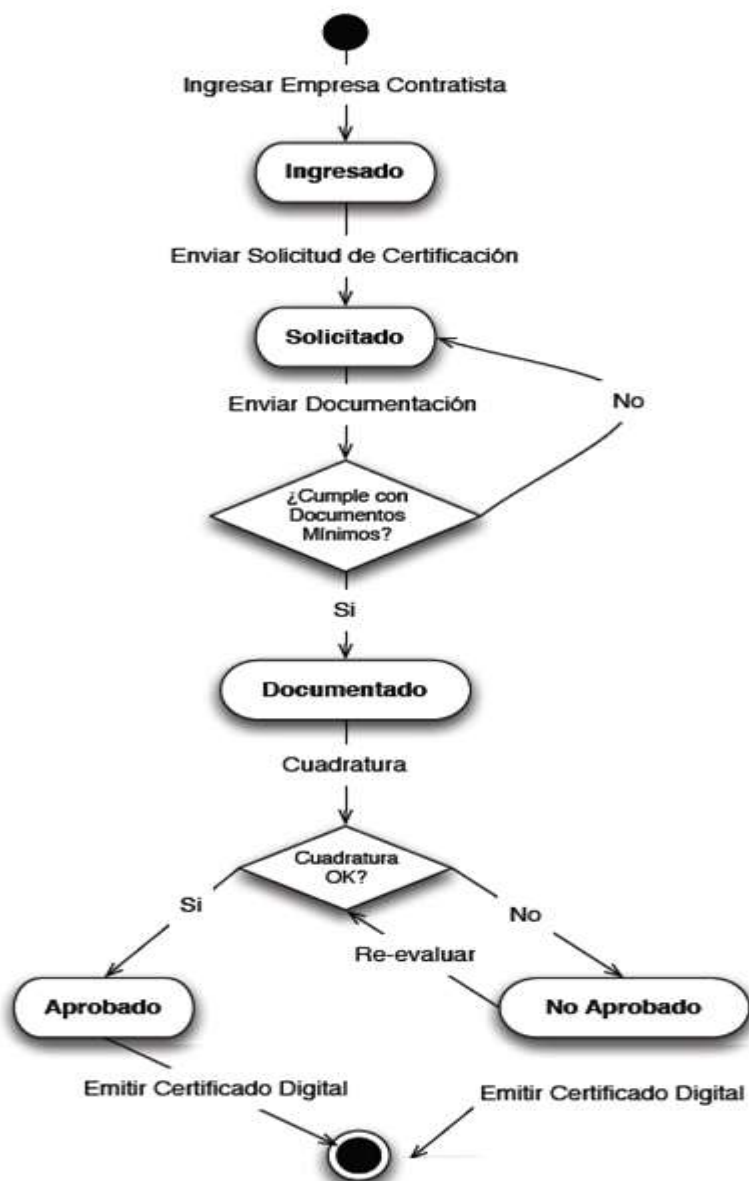 Ingresar Empresa Contratista
Ingresado
Enviar Solicitud de Certificación
Solicitado
Enviar Documentación
No
¿Cumple con
Documentos
Mínimos?
Si
Documentado
Cuadratura
Cuadratura
OK?
Si
No
Re-evaluar
Aprobado
No Aprobado
Emitir Certificado Digital
Emitir Certificado Digital